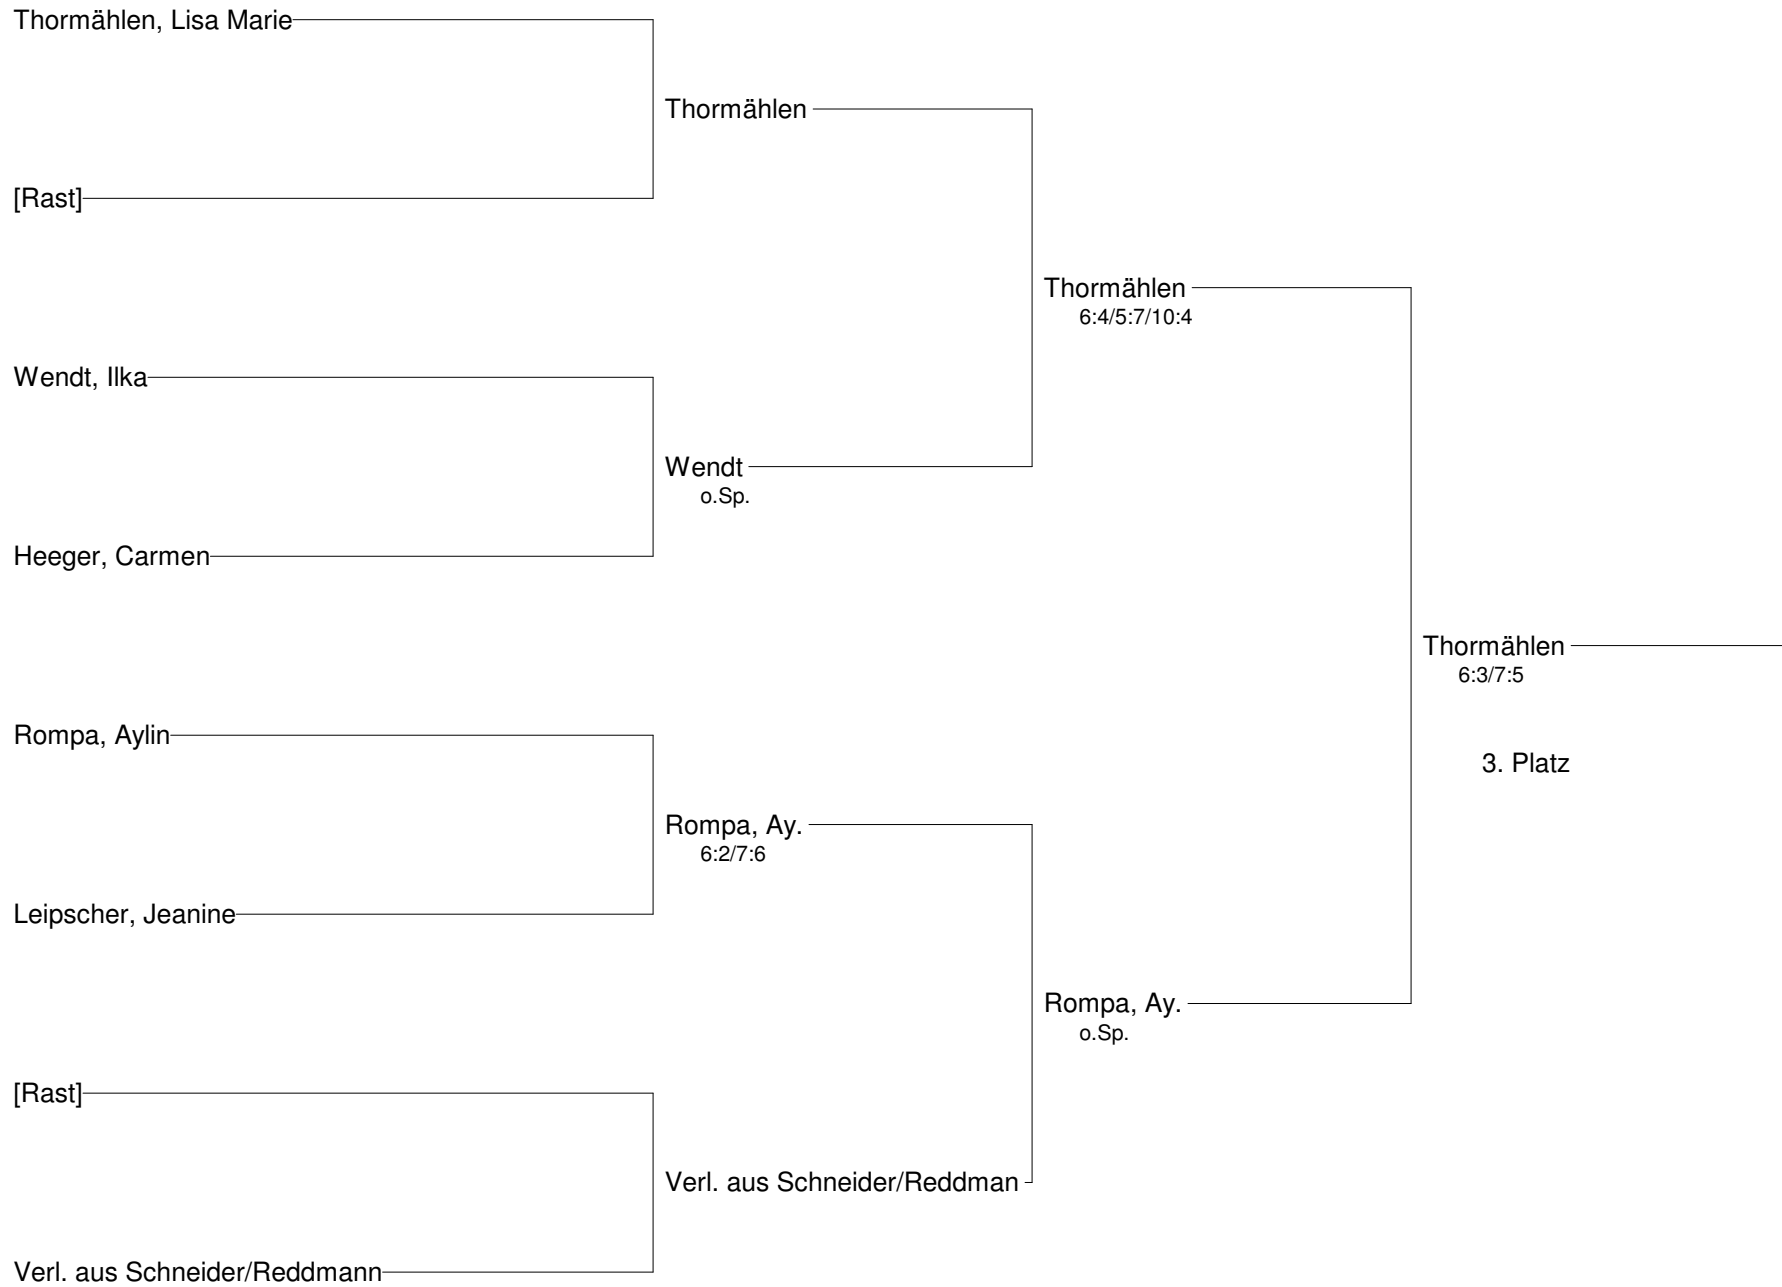 Thormählen, Lisa Marie
Thormählen
[Rast]
Thormählen
6:4/5:7/10:4
Wendt, Ilka
Wendt
o.Sp.
Heeger, Carmen
Thormählen
6:3/7:5
Rompa, Aylin
3. Platz
Rompa, Ay.
6:2/7:6
Leipscher, Jeanine
Rompa, Ay.
o.Sp.
[Rast]
Verl. aus Schneider/Reddman
Verl. aus Schneider/Reddmann